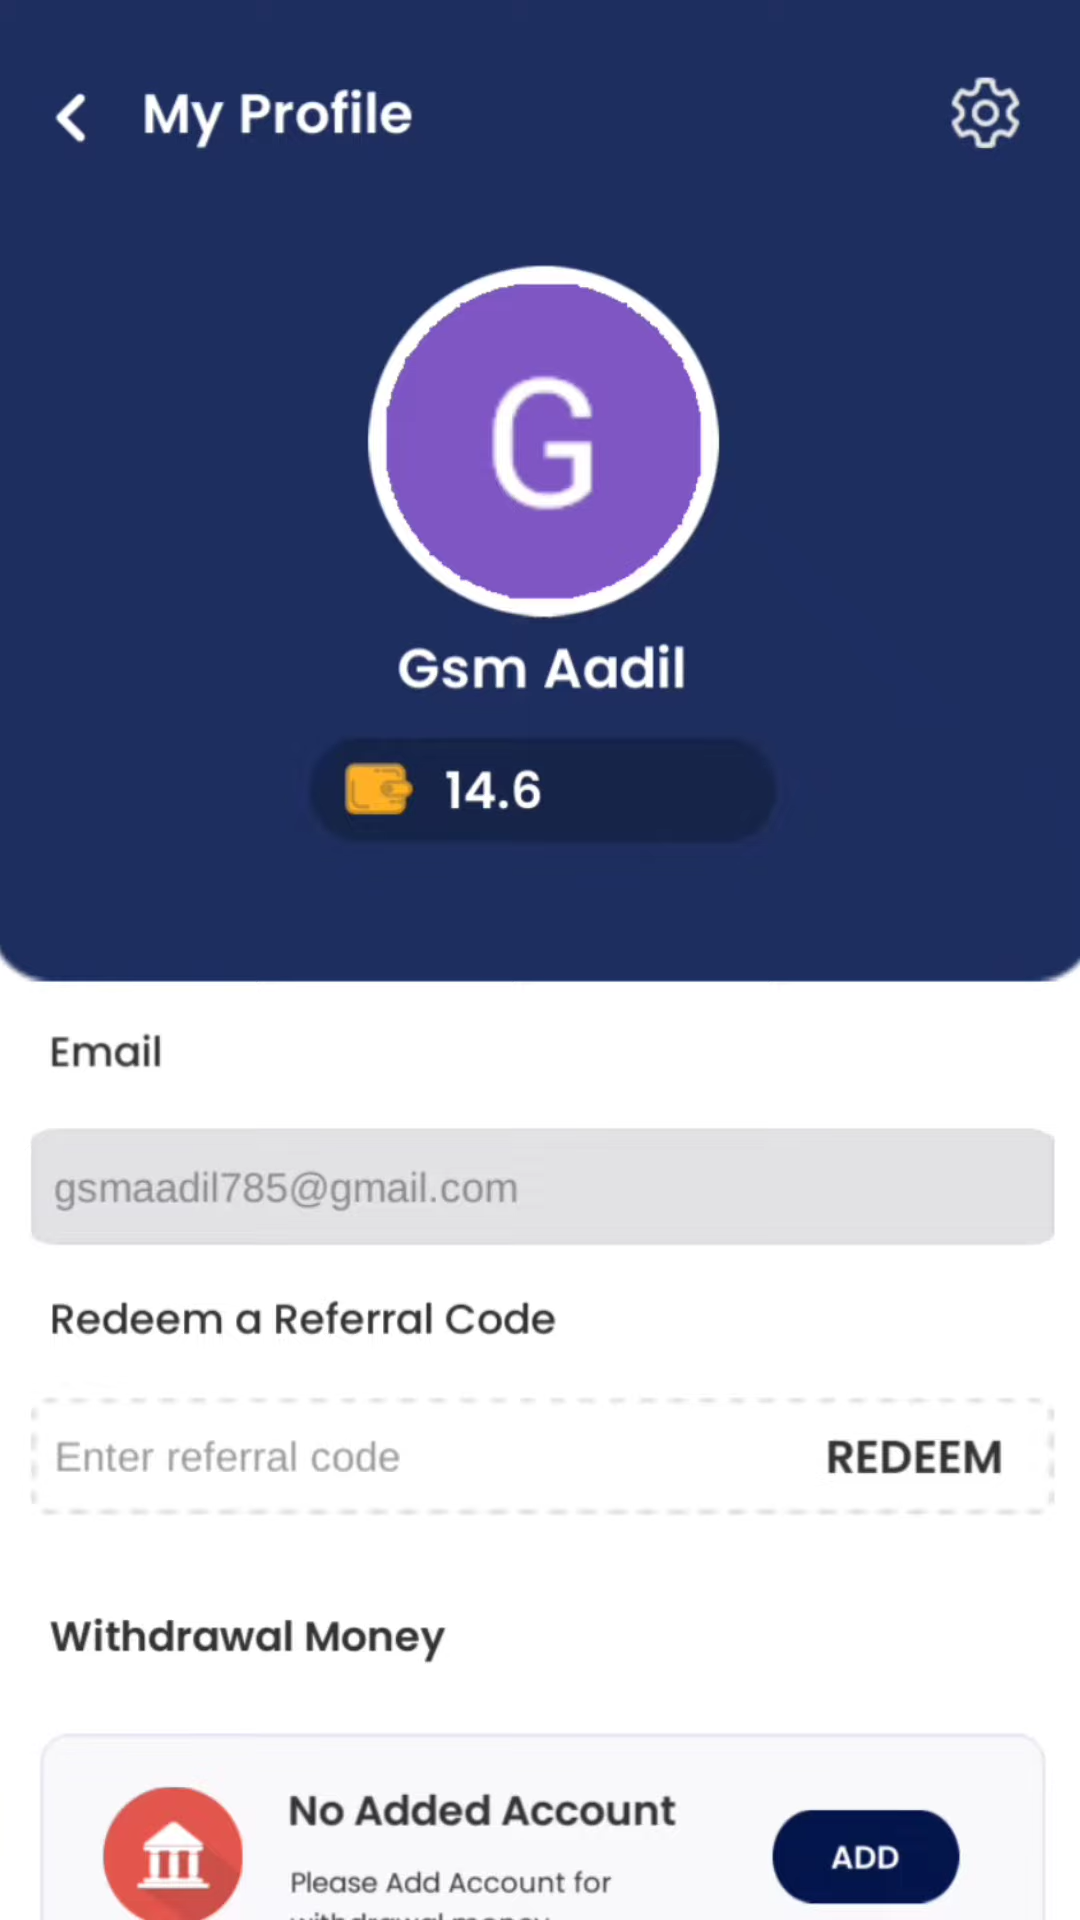 My Profile
G
Gsm Aadil
14.6
Email
gsmaadil785@gmail.com
Redeem a Referral Code
Enter referral code
REDEEM
Withdrawal Money
No Added Account
ADD
Please Add Account for
withdrawal money